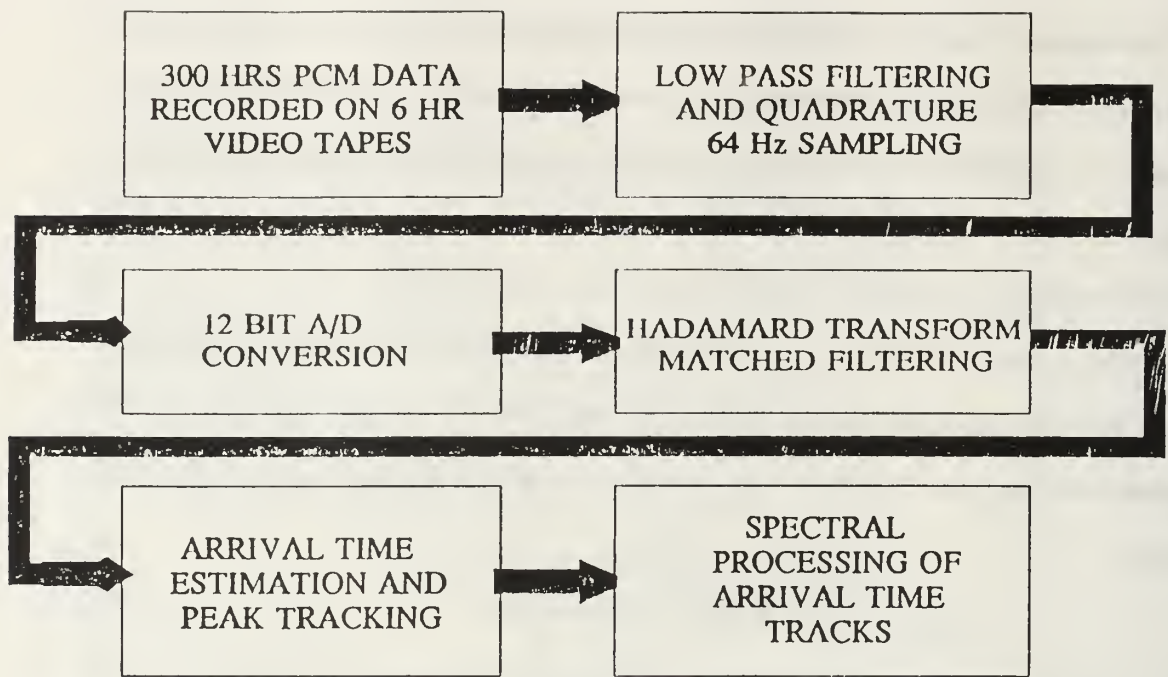 300 HRS PCM DATA
RECORDED ON 6 HR
VIDEO TAPES
LOW PASS FILTERING
AND QUADRATURE
64 Hz SAMPLING
12 BIT A/D
CONVERSION
HADAMARD TRANSFORM
MATCHED FILTERING
ARRIVAL TIME
ESTIMATION AND
PEAK TRACKING
SPECTRAL
PROCESSING OF
ARRIVAL TIME
TRACKS